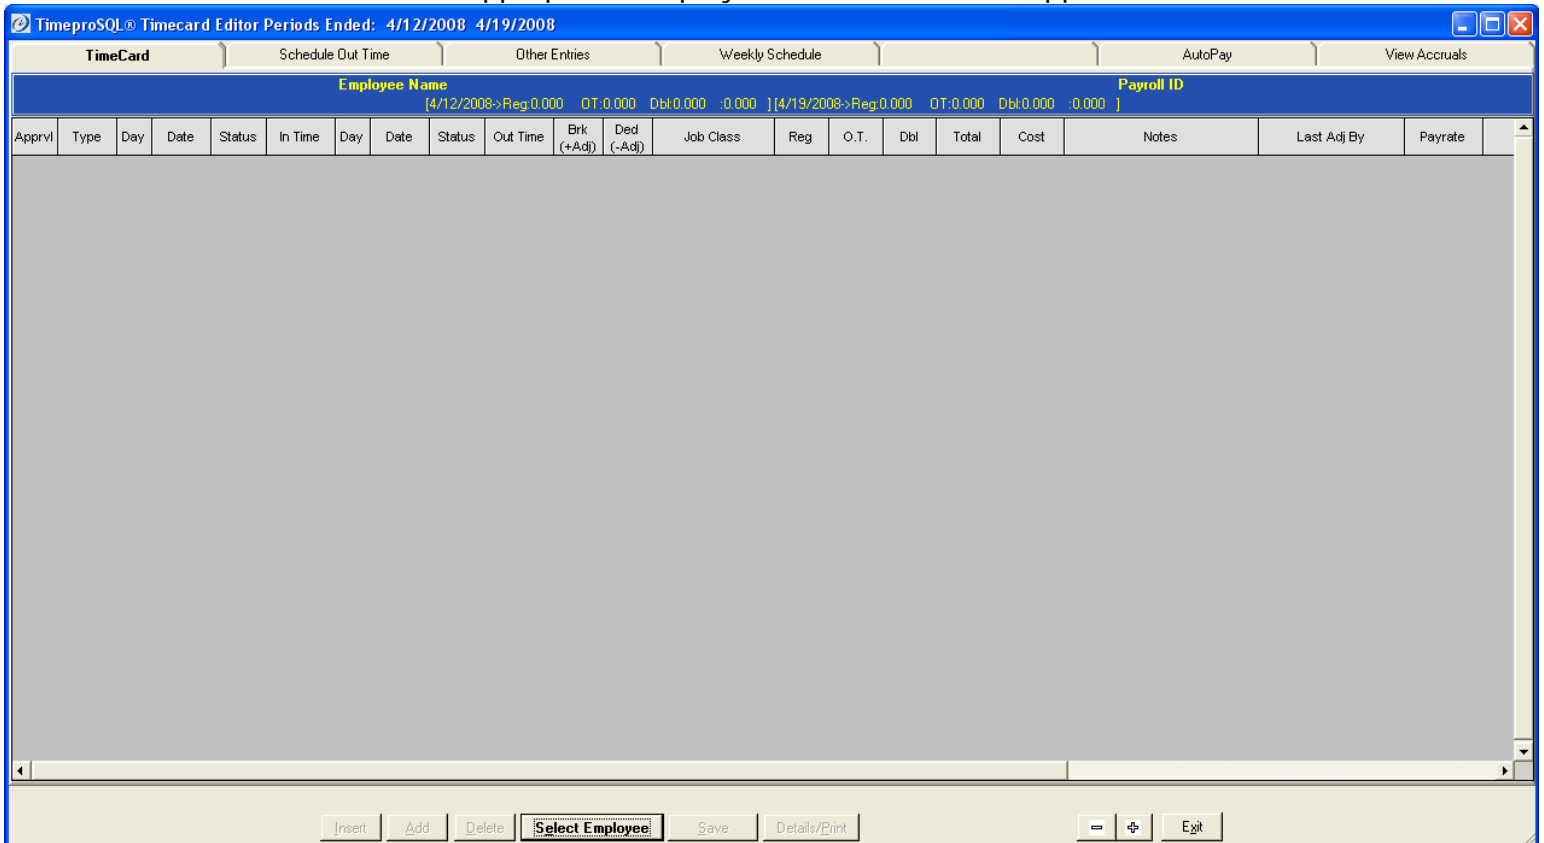 TimeproSQL® Timecard Editor Periods Ended: 4/12/2008 4/19/2008
TimeCard Schedule Out Time Other Entries Weekly Schedule AutoPay View Accruals
Employee Name Payroll ID
[4/12/2008->Reg:0.000 OT:0.000 Dbl:0.000 :0.000 ][4/19/2008->Reg:0.000 OT:0.000 Dbl:0.000 :0.000 ]
Apprvl Type Day Date Status In Time Day Date Status Out Time Brk (+Adj) Ded (-Adj) Job Class Reg O.T. Dbl Total Cost Notes Last Adj By Payrate
Insert Add Delete Select Employee Save Details/Print Exit